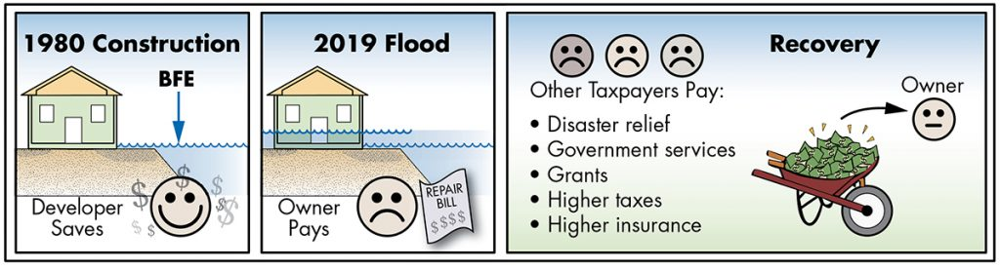 1980 Construction
BFE
Developer
Saves
$ $ $ $ $ $
2019 Flood
Owner
Pays
REPAIR
BILL
$$$$
Recovery
Other Taxpayers Pay:
• Disaster relief
• Government services
• Grants
• Higher taxes
• Higher insurance
Owner